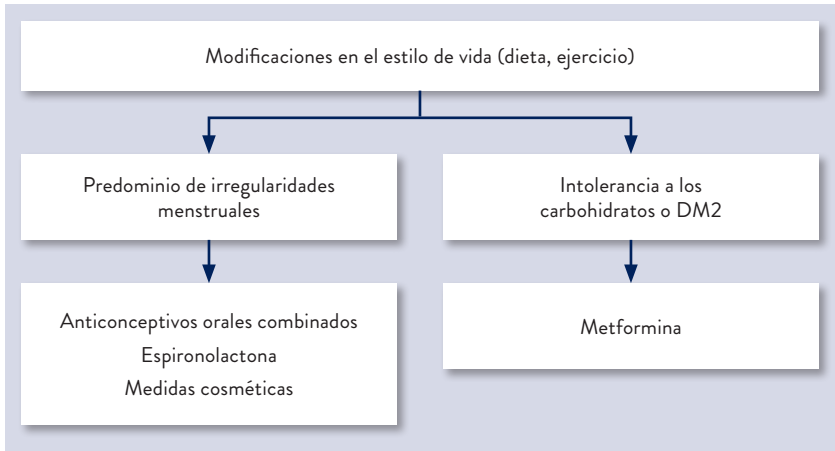 Modificaciones en el estilo de vida (dieta, ejercicio)
Predominio de irregularidades
menstruales
Intolerancia a los
carbohidratos o DM2
Anticonceptivos orales combinados
Espironolactona
Medidas cosméticas
Metformina